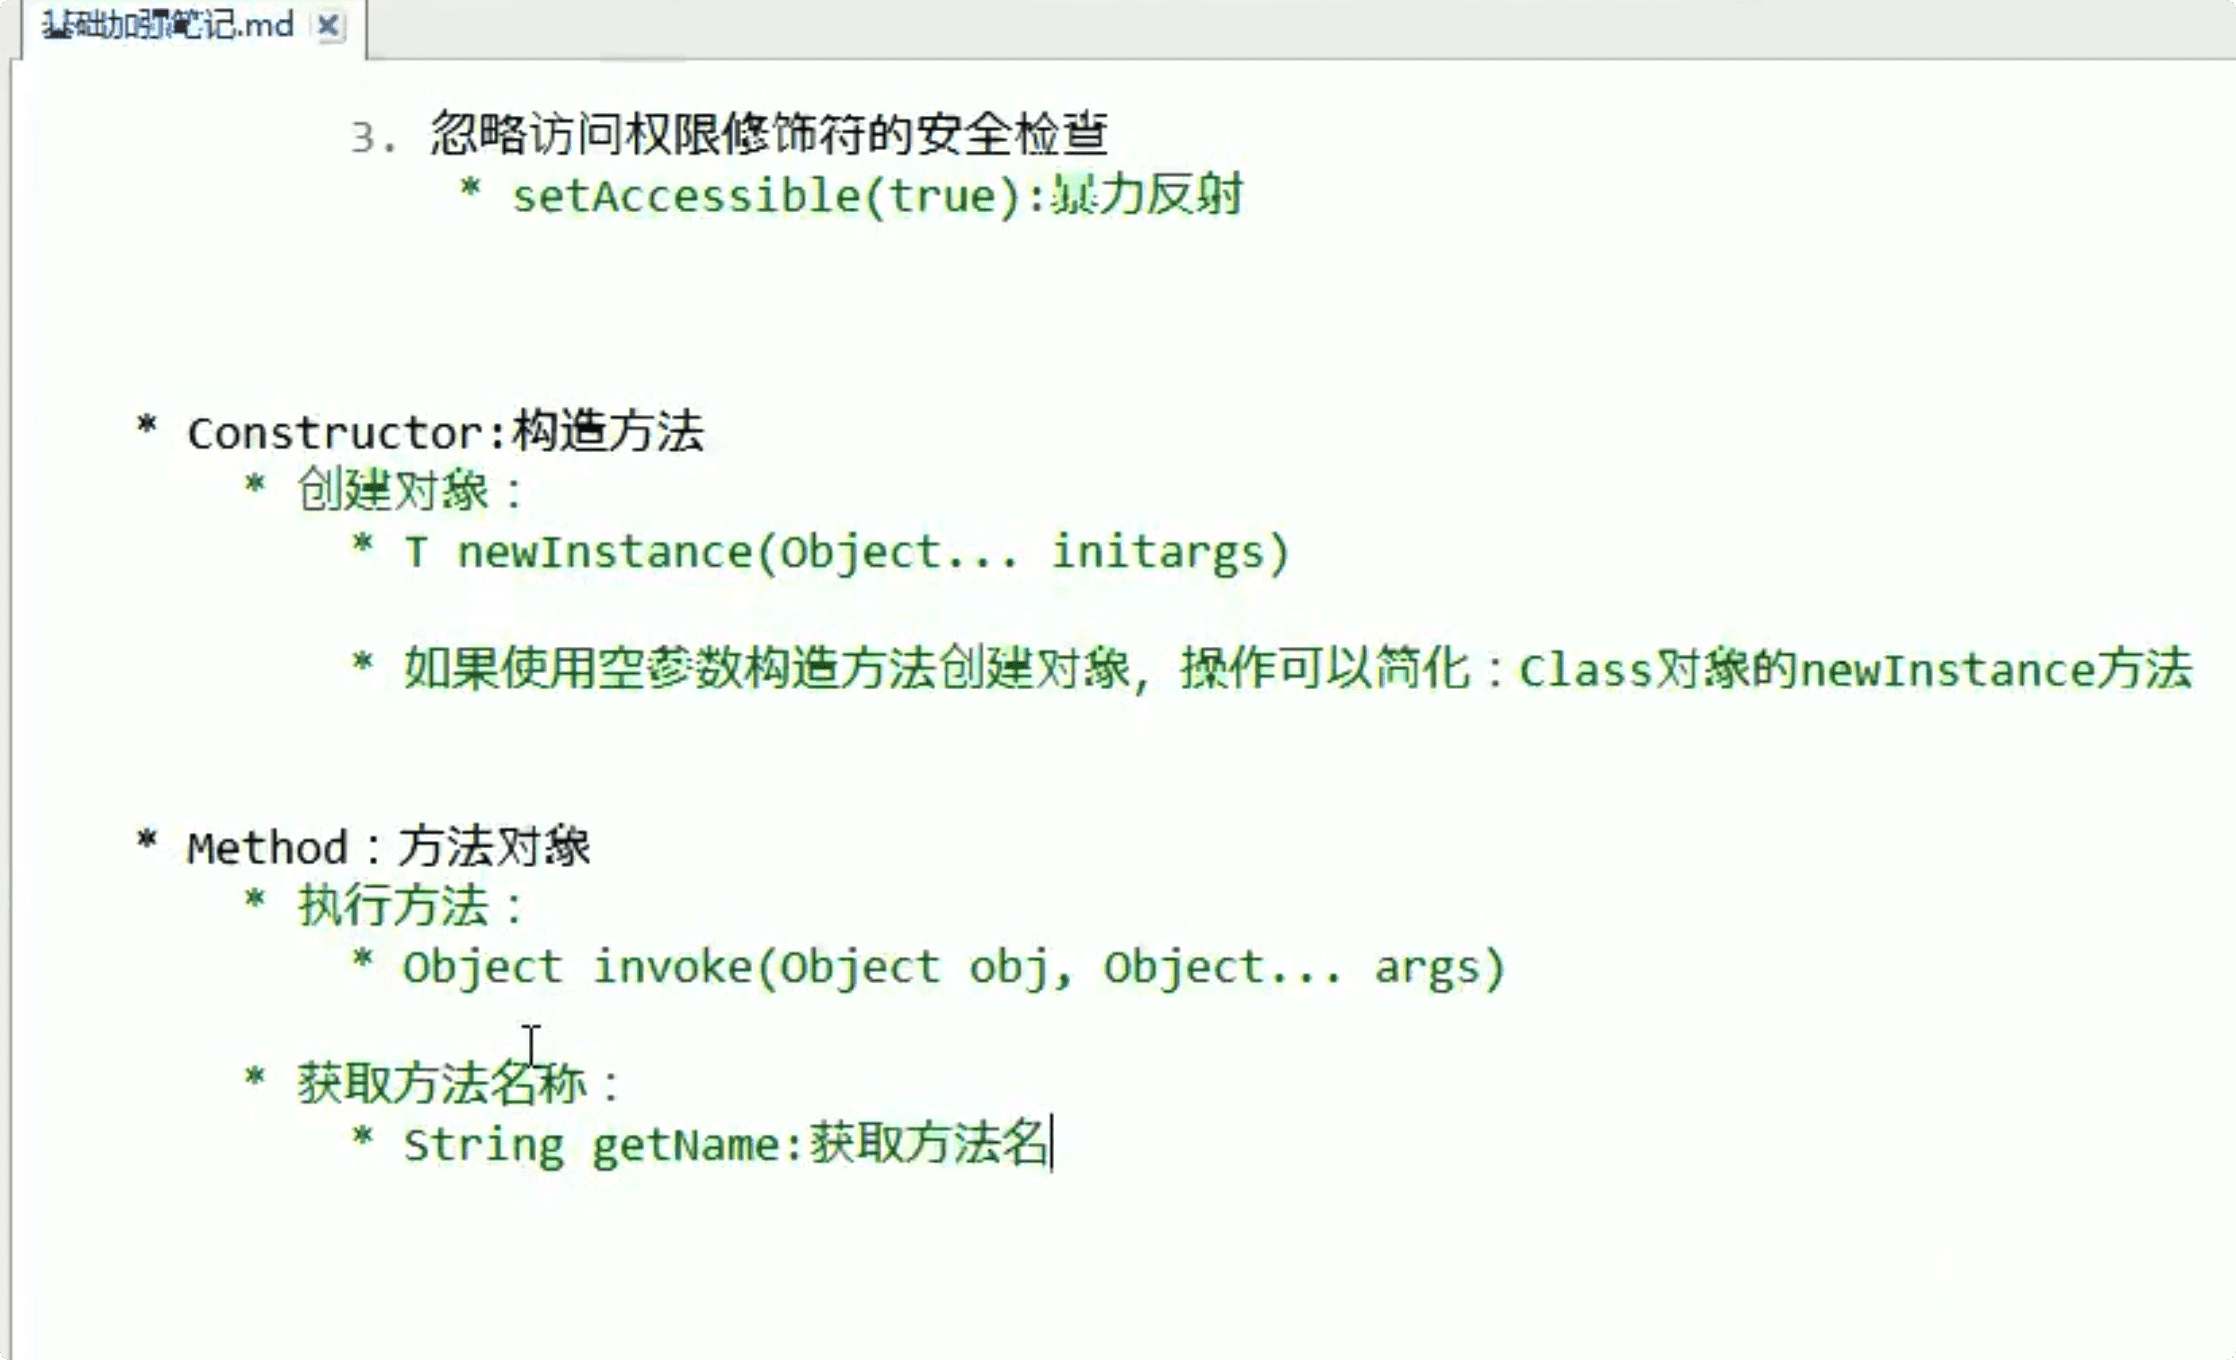 基础加强笔记.md
3. 忽略访问权限修饰符的安全检查
* setAccessible(true):暴力反射
* Constructor:构造方法
* 创建对象：
* T newInstance(Object... initargs)
* 如果使用空参数构造方法创建对象，操作可以简化：Class对象的newInstance方法
* Method：方法对象
* 执行方法：
* Object invoke(Object obj, Object... args)
* 获取方法名称：
* String getName:获取方法名